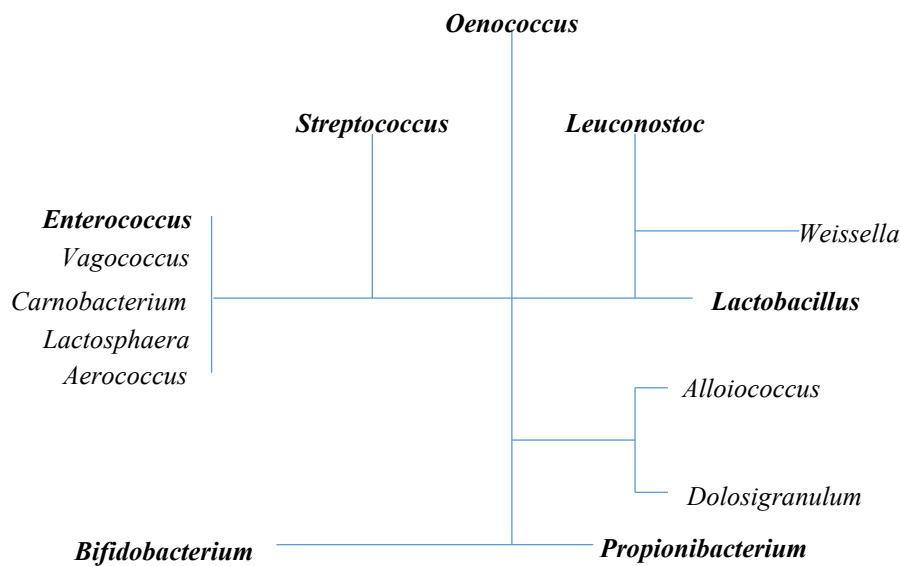 Oenococcus
Streptococcus
Leuconostoc
Enterococcus
Vagococcus
Weissella
Carnobacterium
Lactobacillus
Lactosphaera
Aerococcus
Alloiococcus
Dolosigranulum
Bifidobacterium
Propionibacterium